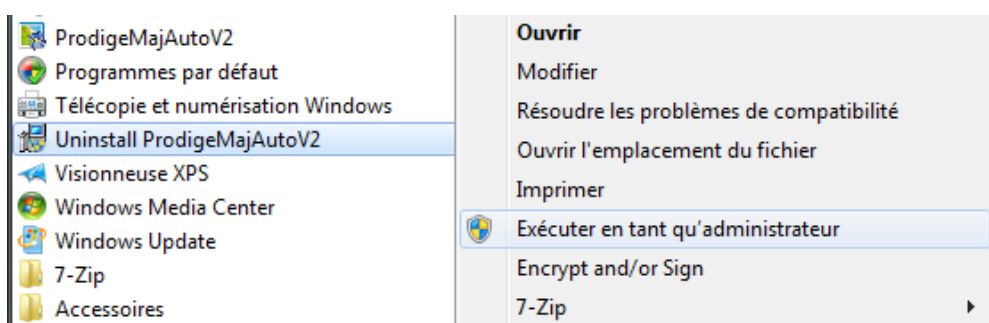 ProdigeMajAutoV2
Programmes par défaut
Télécopie et numérisation Windows
Uninstall ProdigeMajAutoV2
Visionneuse XPS
Windows Media Center
Windows Update
7-Zip
Accessoires
Ouvrir
Modifier
Résoudre les problèmes de compatibilité
Ouvrir l'emplacement du fichier
Imprimer
Exécuter en tant qu'administrateur
Encrypt and/or Sign
7-Zip